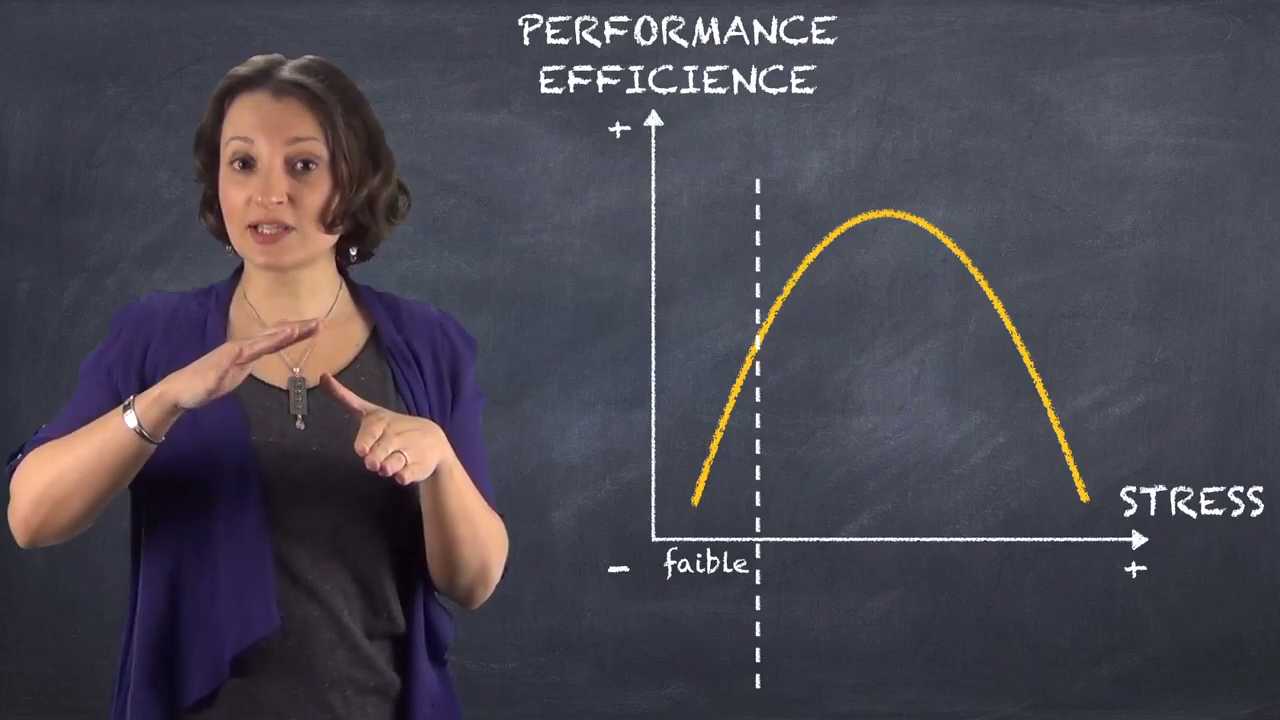 PERFORMANCE
EFFICIENCE
+
STRESS
- faible
+